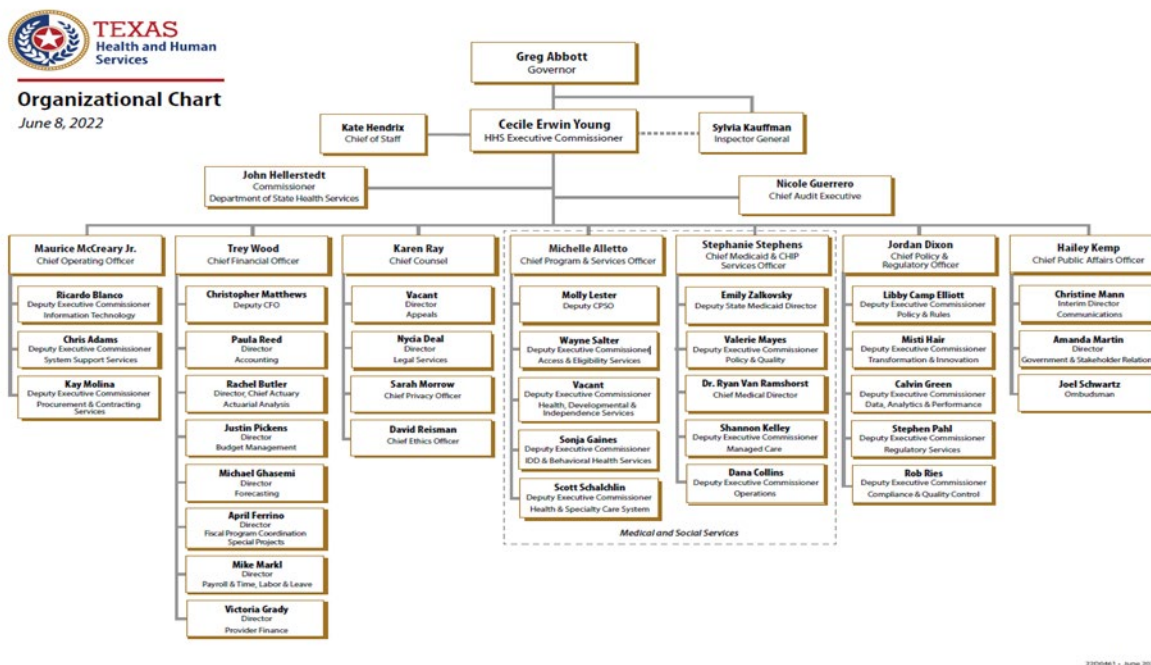 TEXAS
Health and Human
Services
Organizational Chart
June 8, 2022
Greg Abbott
Governor
Kate Hendrix
Chief of Staff
Cecile Erwin Young
HHS Executive Commissioner
Sylvia Kauffman
Inspector General
John Hellerstedt
Commissioner
Department of State Health Services
Nicole Guerrero
Chief Audit Executive
Maurice McCreary Jr.
Chief Operating Officer
Ricardo Blanco
Deputy Executive Commissioner
Information Technology
Chris Adams
Deputy Executive Commissioner
System Support Services
Kay Molina
Deputy Executive Commissioner
Procurement & Contracting
Services
Trey Wood
Chief Financial Officer
Christopher Matthews
Deputy CFO
Paula Reed
Director
Accounting
Rachel Butler
Director, Chief Actuary
Actuarial Analysis
Justin Pickens
Director
Budget Management
Michael Ghasemi
Director
Forecasting
April Ferrino
Director
Fiscal Program Coordination
Special Projects
Mike Markl
Director
Payroll & Time, Labor & Leave
Victoria Grady
Director
Provider Finance
Karen Ray
Chief Counsel
Vacant
Director
Appeals
Nycia Deal
Director
Legal Services
Sarah Morrow
Chief Privacy Officer
David Reisman
Chief Ethics Officer
Michelle Alletto
Chief Program & Services Officer
Molly Lester
Deputy CPSO
Wayne Salter
Deputy Executive Commissioner
Access & Eligibility Services
Vacant
Deputy Executive Commissioner
Health, Developmental &
Independence Services
Sonja Gaines
Deputy Executive Commissioner
IDD & Behavioral Health Services
Scott Schalchlin
Deputy Executive Commissioner
Health & Specialty Care System
Stephanie Stephens
Chief Medicaid & CHIP
Services Officer
Emily Zalkovsky
Deputy State Medicaid Director
Valerie Mayes
Deputy Executive Commissioner
Policy & Quality
Dr. Ryan Van Ramshorst
Chief Medical Director
Shannon Kelley
Deputy Executive Commissioner
Managed Care
Dana Collins
Deputy Executive Commissioner
Operations
Medical and Social Services
Jordan Dixon
Chief Policy &
Regulatory Officer
Libby Camp Elliott
Deputy Executive Commissioner
Policy & Rules
Misti Hair
Deputy Executive Commissioner
Transformation & Innovation
Calvin Green
Deputy Executive Commissioner
Data, Analytics & Performance
Stephen Pahl
Deputy Executive Commissioner
Regulatory Services
Rob Ries
Deputy Executive Commissioner
Compliance & Quality Control
Hailey Kemp
Chief Public Affairs Officer
Christine Mann
Interim Director
Communications
Amanda Martin
Director
Government & Stakeholder Relation
Joel Schwartz
Ombudsman